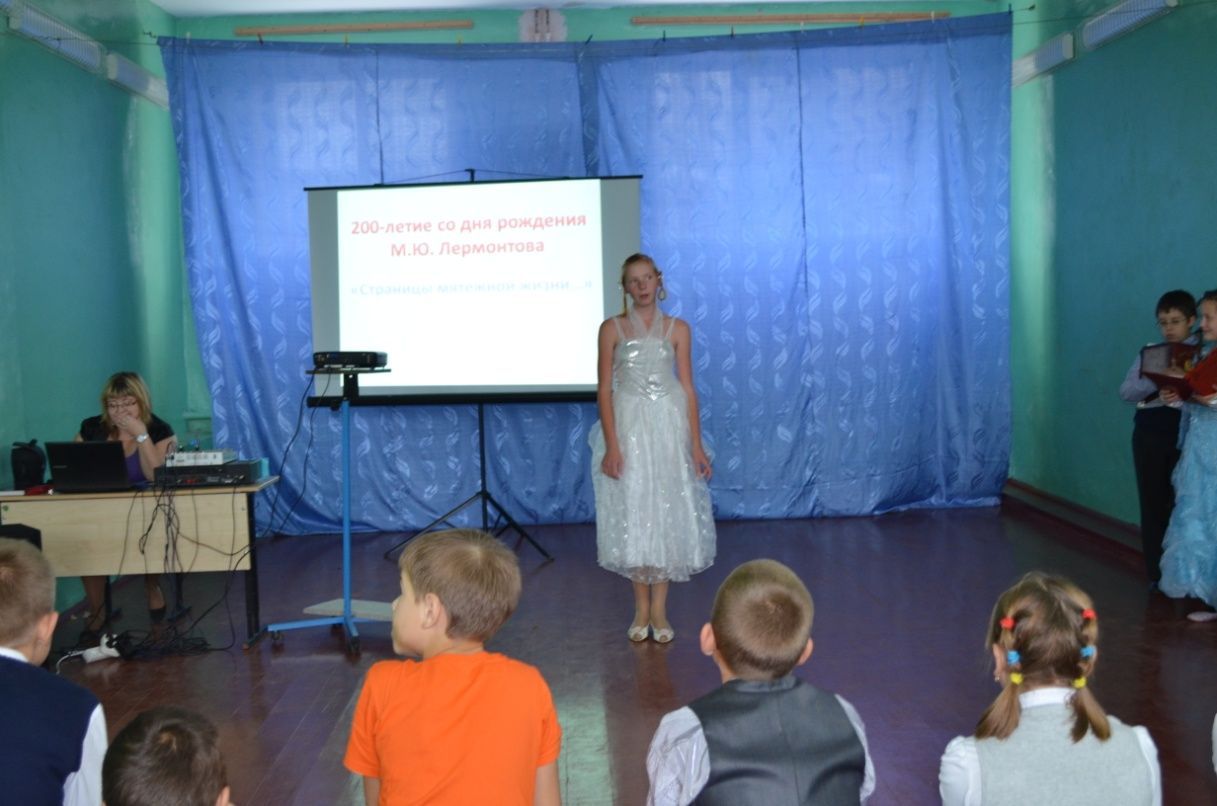 200-летие со дня рождения
М.Ю. Лермонтова
«Страницы мятежной жизни...»